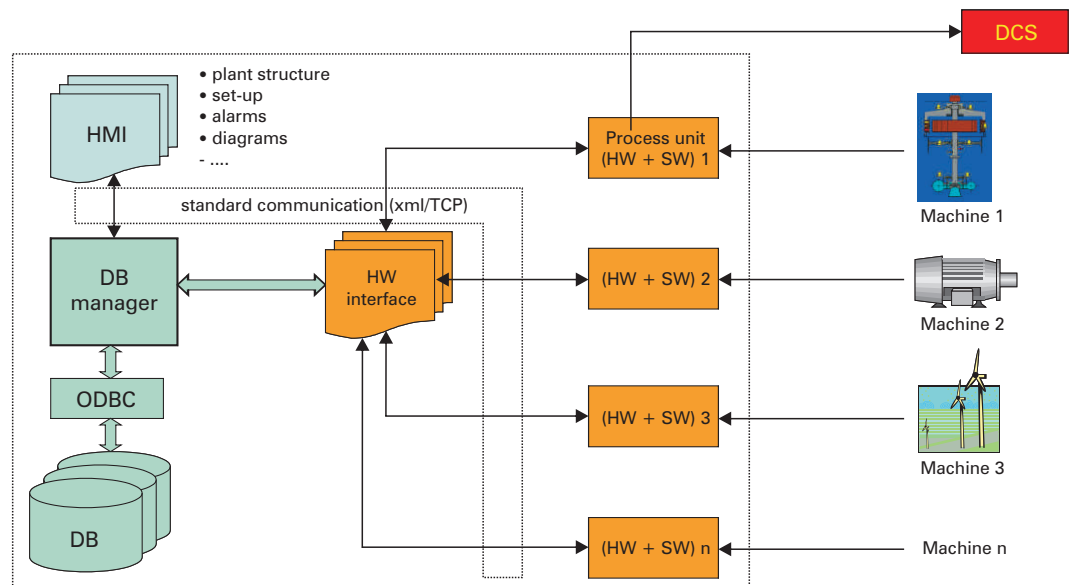 DCS
• plant structure
• set-up
• alarms
• diagrams
- ....
HMI
Process unit
(HW + SW) 1
Machine 1
standard communication (xml/TCP)
DB
manager
HW
interface
(HW + SW) 2
Machine 2
ODBC
(HW + SW) 3
Machine 3
DB
(HW + SW) n
Machine n